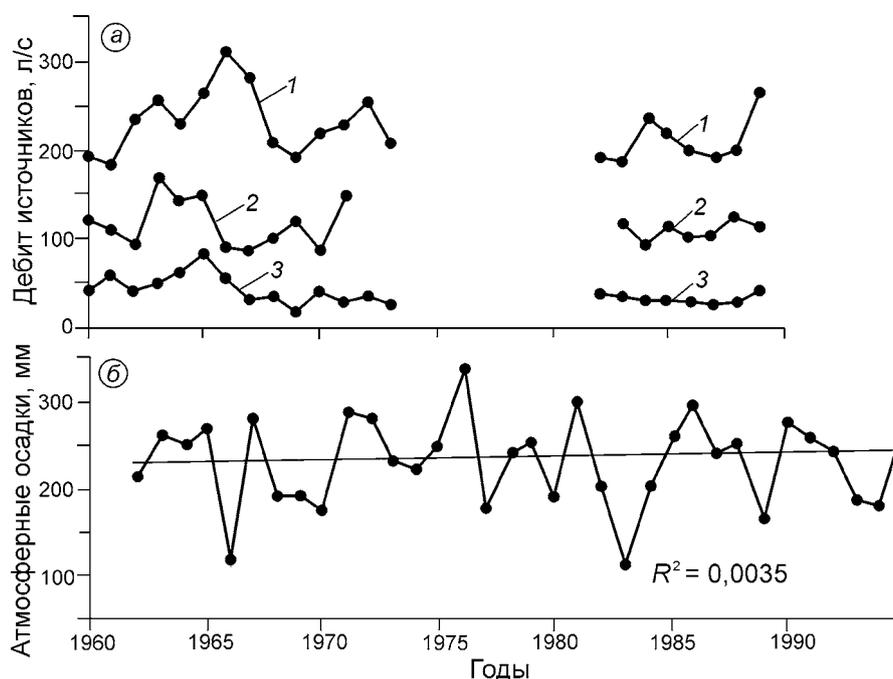 а
Дебит источников, л/с
300
200
100
0
1
2
3
1
2
3
б
Атмосферные осадки, мм
300
200
100
R² = 0,0035
1960 1965 1970 1975 1980 1985 1990
Годы